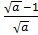 √a - 1
√a